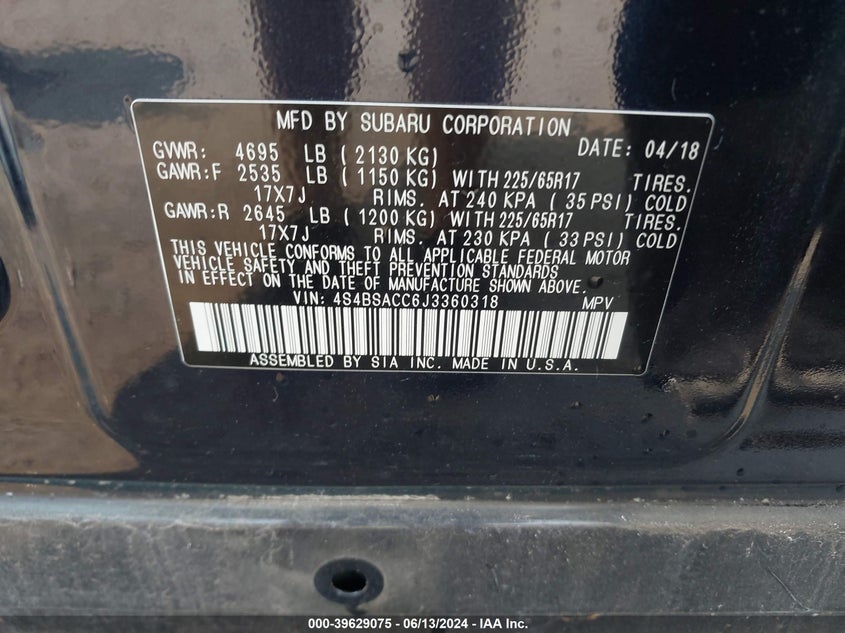 MFD BY SUBARU CORPORATION
GVWR: 4695 LB ( 2130 KG) DATE: 04/18
GAWR:F 2535 LB ( 1150 KG) WITH 225/65R17 TIRES.
17X7J RIMS. AT 240 KPA ( 35 PSI) COLD
GAWR:R 2645 LB ( 1200 KG) WITH 225/65R17 TIRES.
17X7J RIMS. AT 230 KPA ( 33 PSI) COLD
THIS VEHICLE CONFORMS TO ALL APPLICABLE FEDERAL MOTOR
VEHICLE SAFETY AND THEFT PREVENTION STANDARDS
IN EFFECT ON THE DATE OF MANUFACTURE SHOWN ABOVE.
VIN: 4S4BSACC6J3360318 MPV
ASSEMBLED BY SIA INC. MADE IN U.S.A.
000-39629075 - 06/13/2024 - IAA Inc.